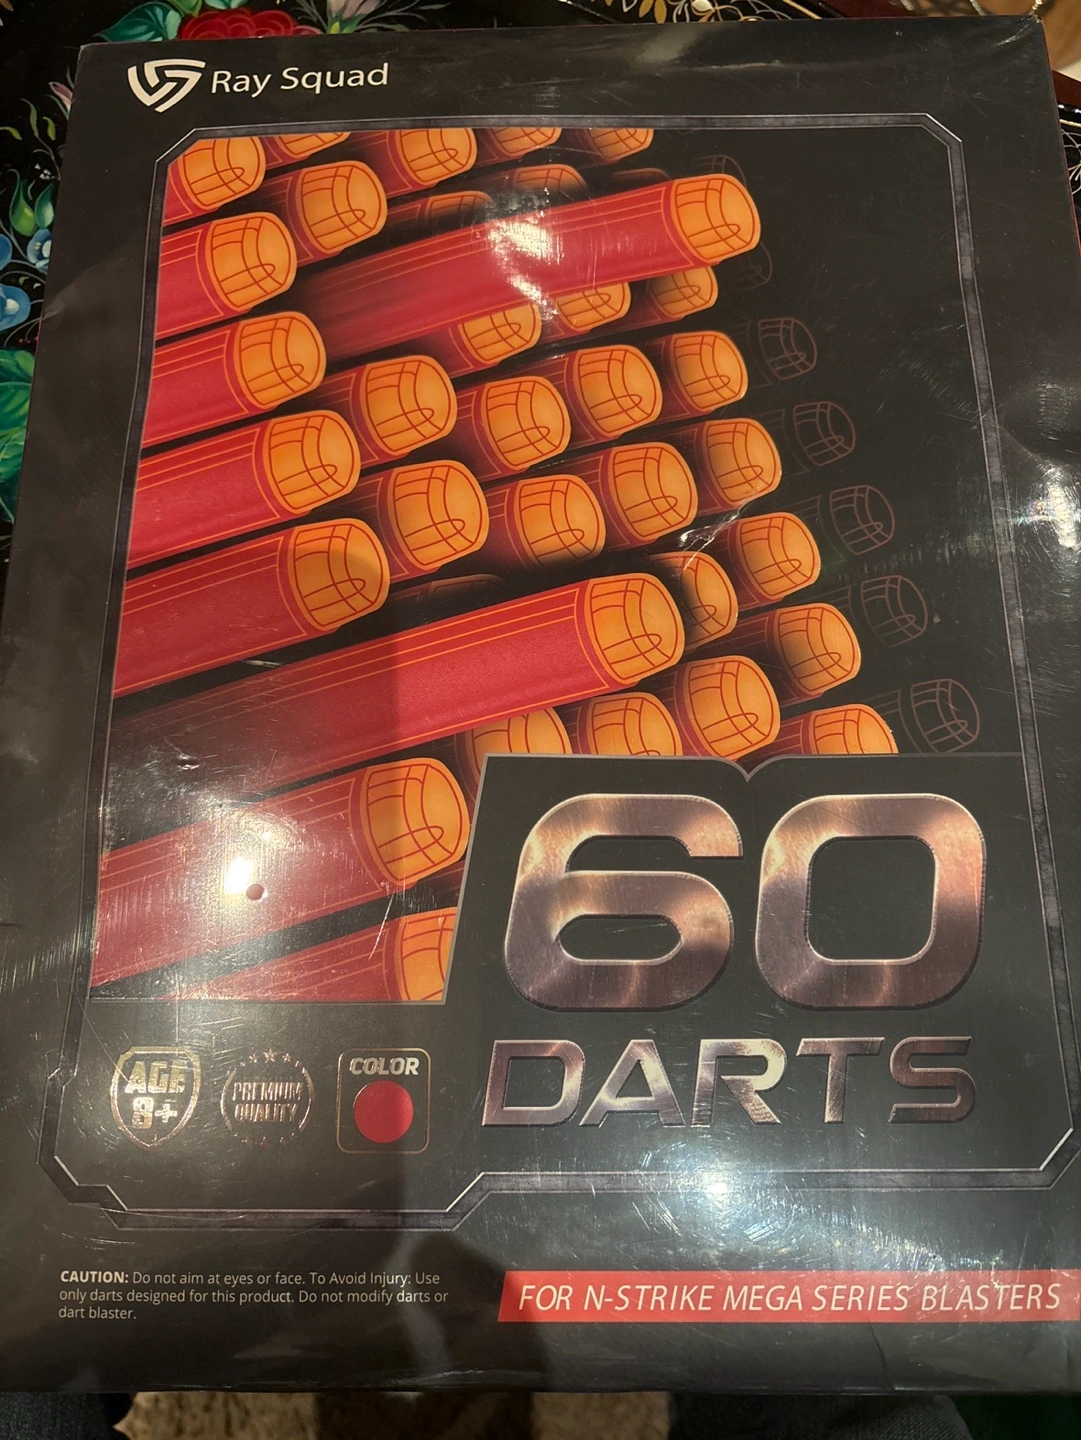 Ray Squad
60
DARTS
AGE
8+
PREMIUM
QUALITY
COLOR
CAUTION: Do not aim at eyes or face. To Avoid Injury: Use
only darts designed for this product. Do not modify darts or
dart blaster.
FOR N-STRIKE MEGA SERIES BLASTERS